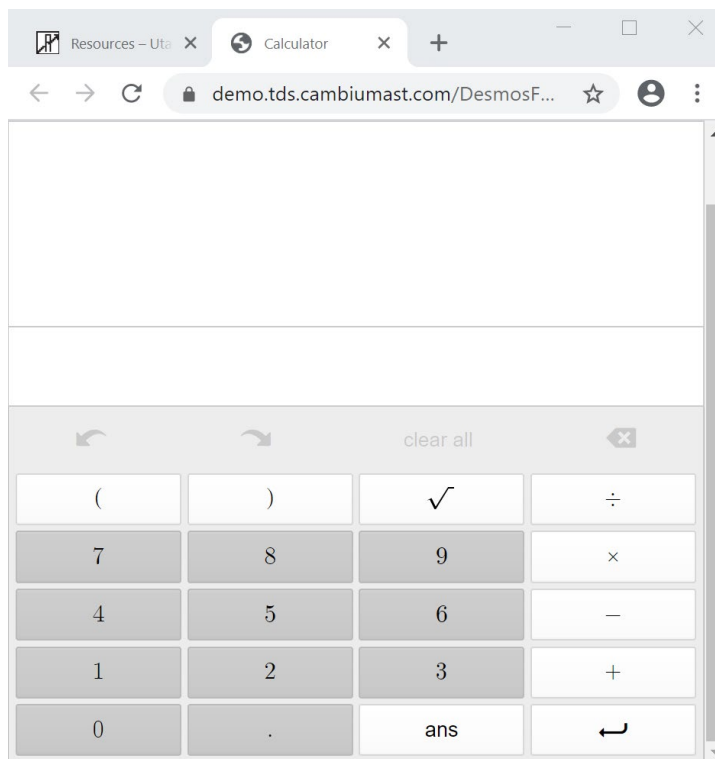 Resources – Uta Calculator
demo.tds.cambiumast.com/DesmosF...
clear all
( ) √ ÷
7 8 9 ×
4 5 6 −
1 2 3 +
0 . ans